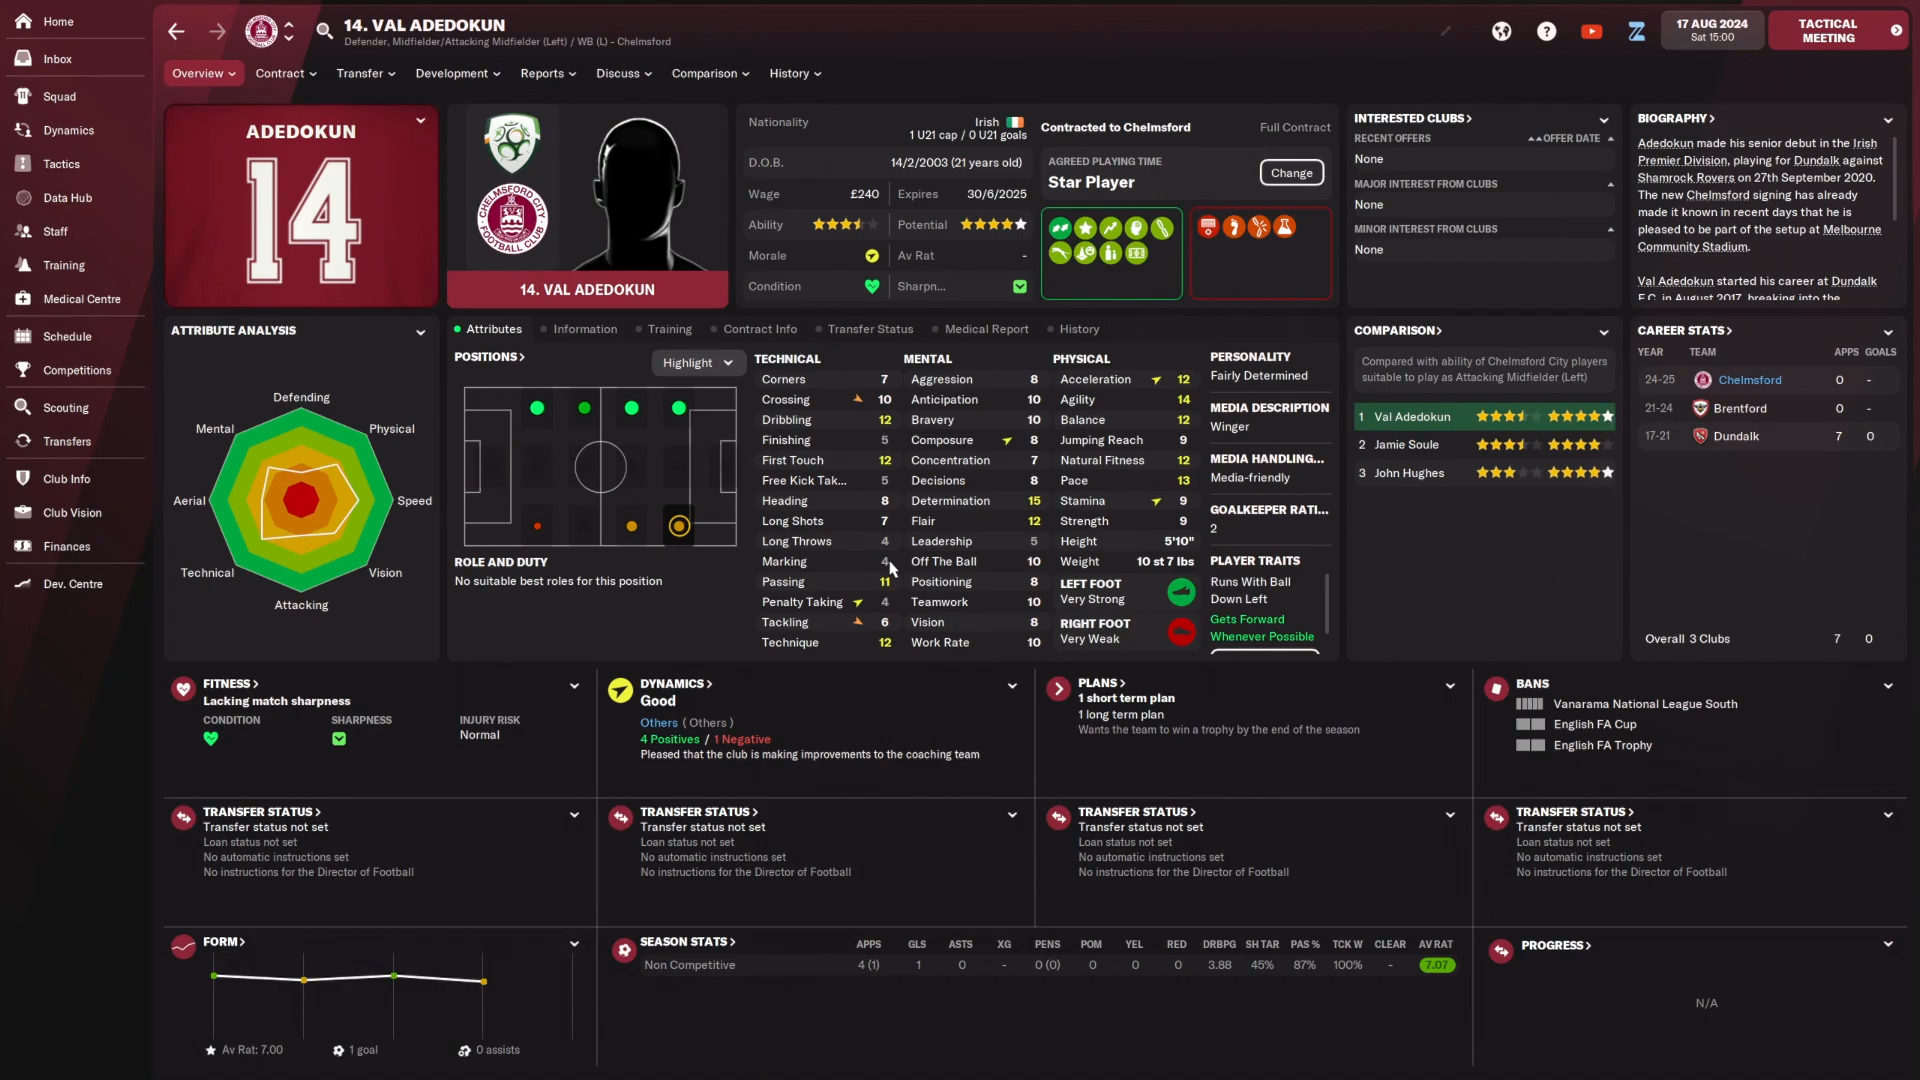 Home
Inbox
Squad
Dynamics
Tactics
Data Hub
Staff
Training
Medical Centre
Schedule
Competitions
Scouting
Transfers
Club Info
Club Vision
Finances
Dev. Centre
14. VAL ADEDOKUN
Defender, Midfielder/Attacking Midfielder (Left) / WB (L) - Chelmsford
17 AUG 2024
Sat 15:00
TACTICAL
MEETING
Overview
Contract
Transfer
Development
Reports
Discuss
Comparison
History
ADEDOKUN
14
CHELMSFORD CITY
FOOTBALL CLUB
14. VAL ADEDOKUN
Nationality Irish
1 U21 cap / 0 U21 goals
D.O.B. 14/2/2003 (21 years old)
Wage £240 Expires 30/6/2025
Ability Potential
Morale Av Rat -
Condition Sharpn...
Contracted to Chelmsford Full Contract
AGREED PLAYING TIME
Star Player
Change
INTERESTED CLUBS>
RECENT OFFERS OFFER DATE
None
MAJOR INTEREST FROM CLUBS
None
MINOR INTEREST FROM CLUBS
None
BIOGRAPHY>
Adedokun made his senior debut in the Irish
Premier Division, playing for Dundalk against
Shamrock Rovers on 27th September 2020.
The new Chelmsford signing has already
made it known in recent days that he is
pleased to be part of the setup at Melbourne
Community Stadium.
Val Adedokun started his career at Dundalk
F.C. in August 2017, breaking into the
ATTRIBUTE ANALYSIS
Defending
Physical
Speed
Vision
Attacking
Technical
Aerial
Mental
Attributes
Information
Training
Contract Info
Transfer Status
Medical Report
History
POSITIONS>
Highlight
ROLE AND DUTY
No suitable best roles for this position
TECHNICAL
Corners 7
Crossing 10
Dribbling 12
Finishing 5
First Touch 12
Free Kick Tak... 5
Heading 8
Long Shots 7
Long Throws 4
Marking 4
Passing 11
Penalty Taking 4
Tackling 6
Technique 12
MENTAL
Aggression 8
Anticipation 10
Bravery 10
Composure 8
Concentration 7
Decisions 8
Determination 15
Flair 12
Leadership 5
Off The Ball 10
Positioning 8
Teamwork 10
Vision 8
Work Rate 10
PHYSICAL
Acceleration 12
Agility 14
Balance 12
Jumping Reach 9
Natural Fitness 12
Pace 13
Stamina 9
Strength 9
Height 5'10"
Weight 10 st 7 lbs
LEFT FOOT
Very Strong
RIGHT FOOT
Very Weak
PERSONALITY
Fairly Determined
MEDIA DESCRIPTION
Winger
MEDIA HANDLING...
Media-friendly
GOALKEEPER RATI...
2
PLAYER TRAITS
Runs With Ball
Down Left
Gets Forward
Whenever Possible
COMPARISON>
Compared with ability of Chelmsford City players
suitable to play as Attacking Midfielder (Left)
1 Val Adedokun
2 Jamie Soule
3 John Hughes
CAREER STATS>
YEAR TEAM APPS GOALS
24-25 Chelmsford 0 -
21-24 Brentford 0 -
17-21 Dundalk 7 0
Overall 3 Clubs 7 0
FITNESS>
Lacking match sharpness
CONDITION SHARPNESS INJURY RISK
Normal
DYNAMICS>
Good
Others ( Others )
4 Positives / 1 Negative
Pleased that the club is making improvements to the coaching team
PLANS>
1 short term plan
1 long term plan
Wants the team to win a trophy by the end of the season
BANS
Vanarama National League South
English FA Cup
English FA Trophy
TRANSFER STATUS>
Transfer status not set
Loan status not set
No automatic instructions set
No instructions for the Director of Football
TRANSFER STATUS>
Transfer status not set
Loan status not set
No automatic instructions set
No instructions for the Director of Football
TRANSFER STATUS>
Transfer status not set
Loan status not set
No automatic instructions set
No instructions for the Director of Football
TRANSFER STATUS>
Transfer status not set
Loan status not set
No automatic instructions set
No instructions for the Director of Football
FORM>
Av Rat: 7.00 1 goal 0 assists
SEASON STATS> APPS GLS ASTS XG PENS POM YEL RED DRBPG SH TAR PAS % TCK W CLEAR AV RAT
Non Competitive 4 (1) 1 0 - 0 (0) 0 0 0 3.88 45% 87% 100% - 7.07
PROGRESS>
N/A